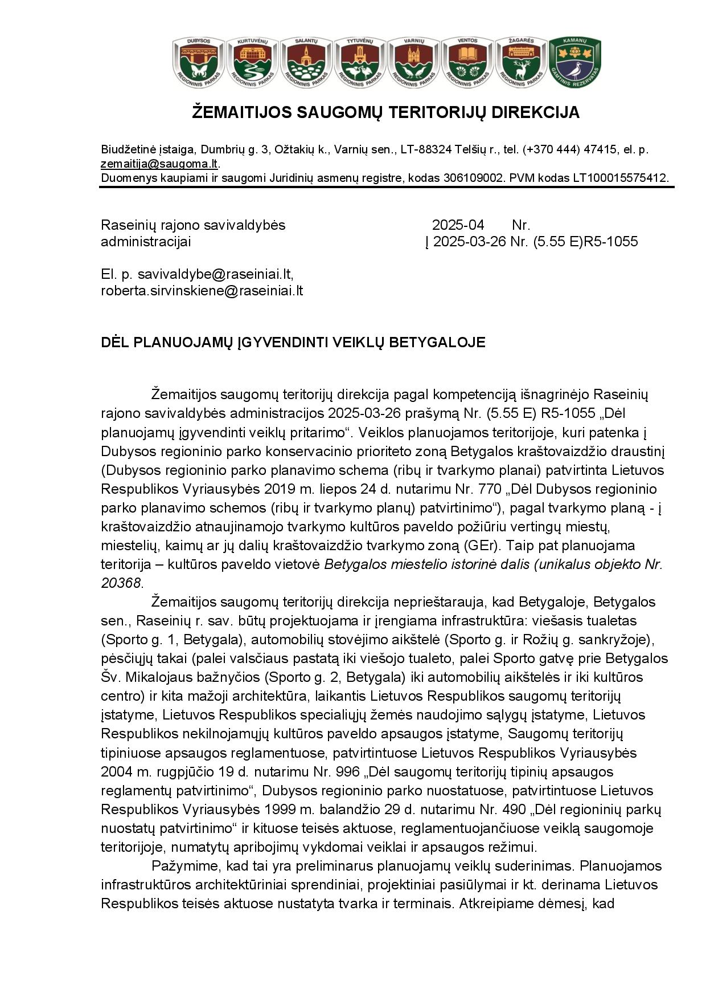 DUBYSOS REGIONINIS PARKAS
KURTUVĖNŲ REGIONINIS PARKAS
SALANTŲ REGIONINIS PARKAS
TYTUVĖNŲ REGIONINIS PARKAS
VARNIŲ REGIONINIS PARKAS
VENTOS REGIONINIS PARKAS
ŽAGARĖS REGIONINIS PARKAS
KAMANŲ GAMTINIS REZERVATAS
ŽEMAITIJOS SAUGOMŲ TERITORIJŲ DIREKCIJA
Biudžetinė įstaiga, Dumbrių g. 3, Ožtakių k., Varnių sen., LT-88324 Telšių r., tel. (+370 444) 47415, el. p.
zemaitija@saugoma.lt.
Duomenys kaupiami ir saugomi Juridinių asmenų registre, kodas 306109002. PVM kodas LT100015575412.
Raseinių rajono savivaldybės 2025-04 Nr.
administracijai Į 2025-03-26 Nr. (5.55 E)R5-1055
El. p. savivaldybe@raseiniai.lt,
roberta.sirvinskiene@raseiniai.lt
DĖL PLANUOJAMŲ ĮGYVENDINTI VEIKLŲ BETYGALOJE
Žemaitijos saugomų teritorijų direkcija pagal kompetenciją išnagrinėjo Raseinių
rajono savivaldybės administracijos 2025-03-26 prašymą Nr. (5.55 E) R5-1055 „Dėl
planuojamų įgyvendinti veiklų pritarimo“. Veiklos planuojamos teritorijoje, kuri patenka į
Dubysos regioninio parko konservacinio prioriteto zoną Betygalos kraštovaizdžio draustinį
(Dubysos regioninio parko planavimo schema (ribų ir tvarkymo planai) patvirtinta Lietuvos
Respublikos Vyriausybės 2019 m. liepos 24 d. nutarimu Nr. 770 „Dėl Dubysos regioninio
parko planavimo schemos (ribų ir tvarkymo planų) patvirtinimo“), pagal tvarkymo planą - į
kraštovaizdžio atnaujinamojo tvarkymo kultūros paveldo požiūriu vertingų miestų,
miestelių, kaimų ar jų dalių kraštovaizdžio tvarkymo zoną (GEr). Taip pat planuojama
teritorija – kultūros paveldo vietovė Betygalos miestelio istorinė dalis (unikalus objekto Nr.
20368.
Žemaitijos saugomų teritorijų direkcija neprieštarauja, kad Betygaloje, Betygalos
sen., Raseinių r. sav. būtų projektuojama ir įrengiama infrastruktūra: viešasis tualetas
(Sporto g. 1, Betygala), automobilių stovėjimo aikštelė (Sporto g. ir Rožių g. sankryžoje),
pėsčiųjų takai (palei valsčiaus pastatą iki viešojo tualeto, palei Sporto gatvę prie Betygalos
Šv. Mikalojaus bažnyčios (Sporto g. 2, Betygala) iki automobilių aikštelės ir iki kultūros
centro) ir kita mažoji architektūra, laikantis Lietuvos Respublikos saugomų teritorijų
įstatyme, Lietuvos Respublikos specialiųjų žemės naudojimo sąlygų įstatyme, Lietuvos
Respublikos nekilnojamųjų kultūros paveldo apsaugos įstatyme, Saugomų teritorijų
tipiniuose apsaugos reglamentuose, patvirtintuose Lietuvos Respublikos Vyriausybės
2004 m. rugpjūčio 19 d. nutarimu Nr. 996 „Dėl saugomų teritorijų tipinių apsaugos
reglamentų patvirtinimo“, Dubysos regioninio parko nuostatuose, patvirtintuose Lietuvos
Respublikos Vyriausybės 1999 m. balandžio 29 d. nutarimu Nr. 490 „Dėl regioninių parkų
nuostatų patvirtinimo“ ir kituose teisės aktuose, reglamentuojančiuose veiklą saugomoje
teritorijoje, numatytų apribojimų vykdomai veiklai ir apsaugos režimui.
Pažymime, kad tai yra preliminarus planuojamų veiklų suderinimas. Planuojamos
infrastruktūros architektūriniai sprendiniai, projektiniai pasiūlymai ir kt. derinama Lietuvos
Respublikos teisės aktuose nustatyta tvarka ir terminais. Atkreipiame dėmesį, kad